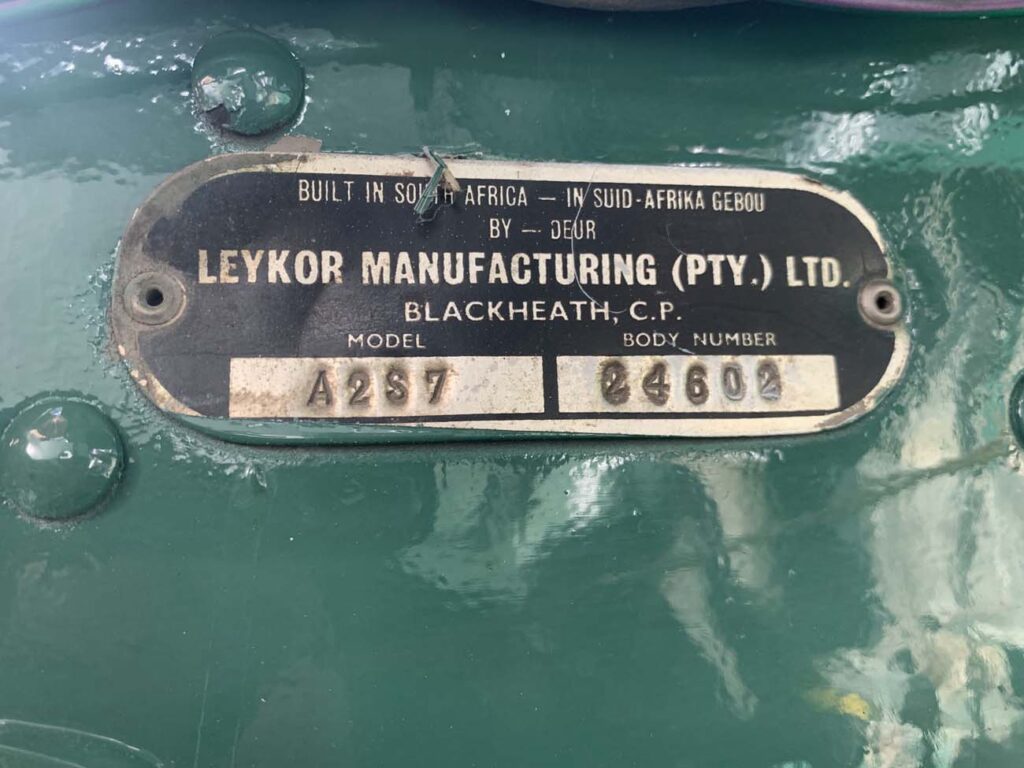 BUILT IN SOUTH AFRICA — IN SUID-AFRIKA GEBOU
BY — DEUR
LEYKOR MANUFACTURING (PTY.) LTD.
BLACKHEATH, C.P.
MODEL BODY NUMBER
A2S7 24602